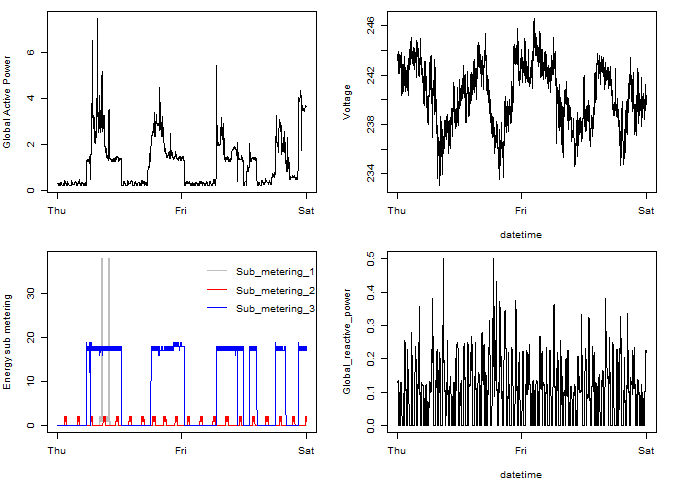 Global Active Power
6
4
2
0
Thu Fri Sat
Voltage
246
242
238
234
Thu Fri Sat
datetime
Energy sub metering
30
20
10
0
Sub_metering_1
Sub_metering_2
Sub_metering_3
Thu Fri Sat
Global_reactive_power
0.5
0.4
0.3
0.2
0.1
0.0
Thu Fri Sat
datetime